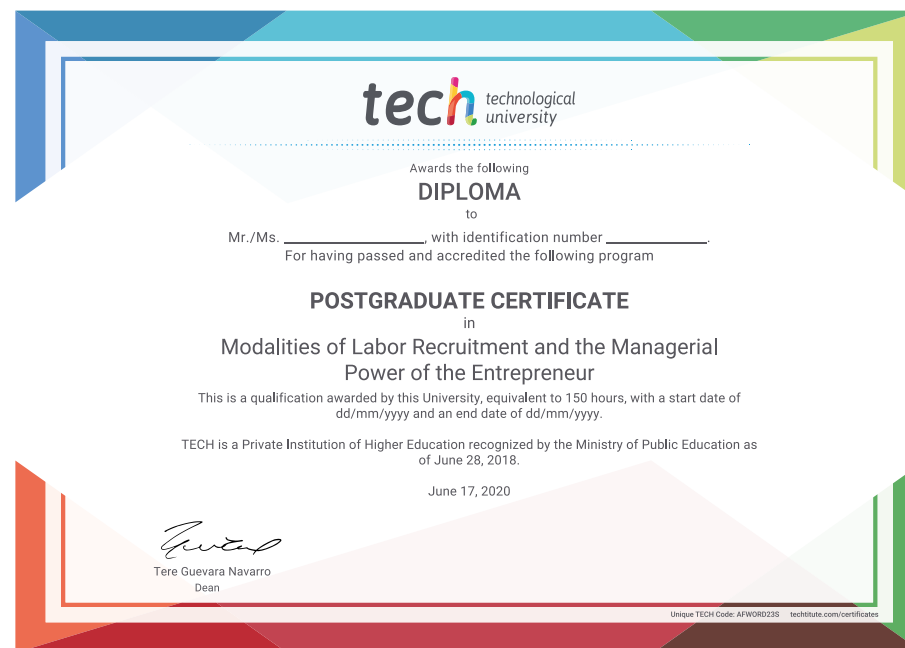 tech technological
university
Awards the following
DIPLOMA
to
Mr./Ms. ____________, with identification number ____________.
For having passed and accredited the following program
POSTGRADUATE CERTIFICATE
in
Modalities of Labor Recruitment and the Managerial
Power of the Entrepreneur
This is a qualification awarded by this University, equivalent to 150 hours, with a start date of
dd/mm/yyyy and an end date of dd/mm/yyyy.
TECH is a Private Institution of Higher Education recognized by the Ministry of Public Education as
of June 28, 2018.
June 17, 2020
Tere Guevara Navarro
Dean
Unique TECH Code: AFWORD23S techtitute.com/certificates